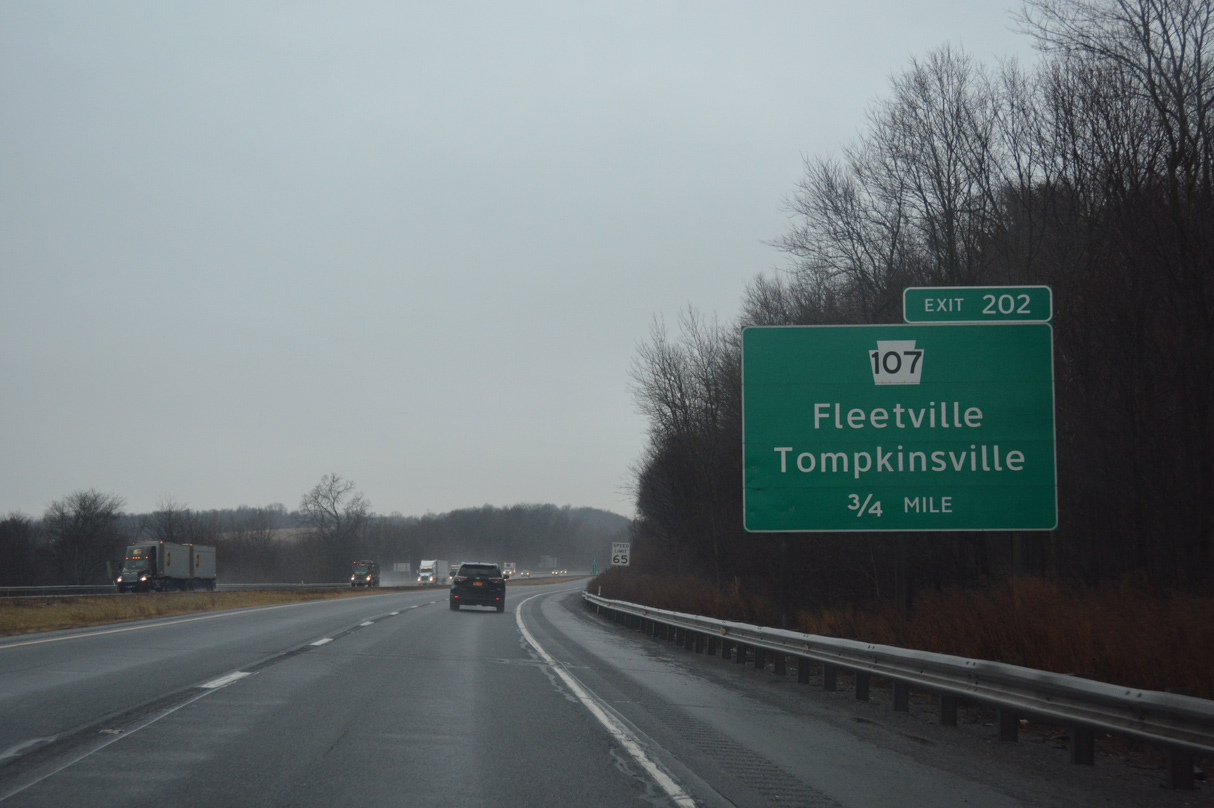 EXIT 202
107
Fleetville
Tompkinsville
3/4 MILE
SPEED
LIMIT
65